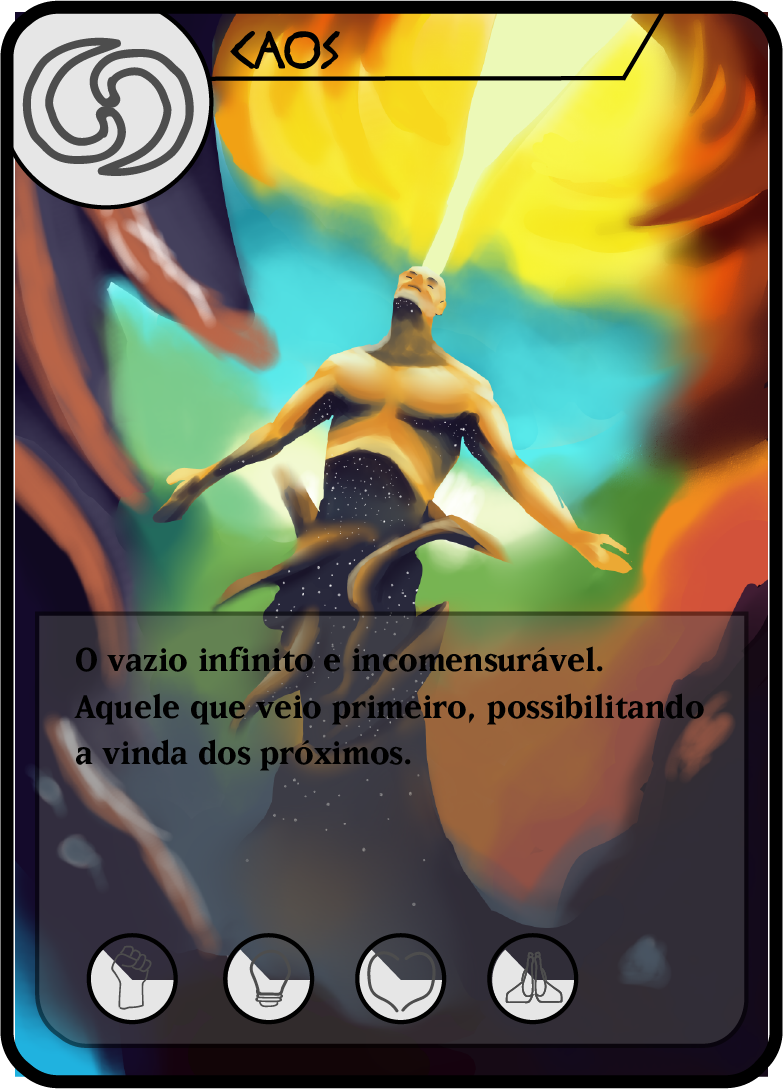 CAOS
O vazio infinito e incomensurável.
Aquele que veio primeiro, possibilitando
a vinda dos próximos.